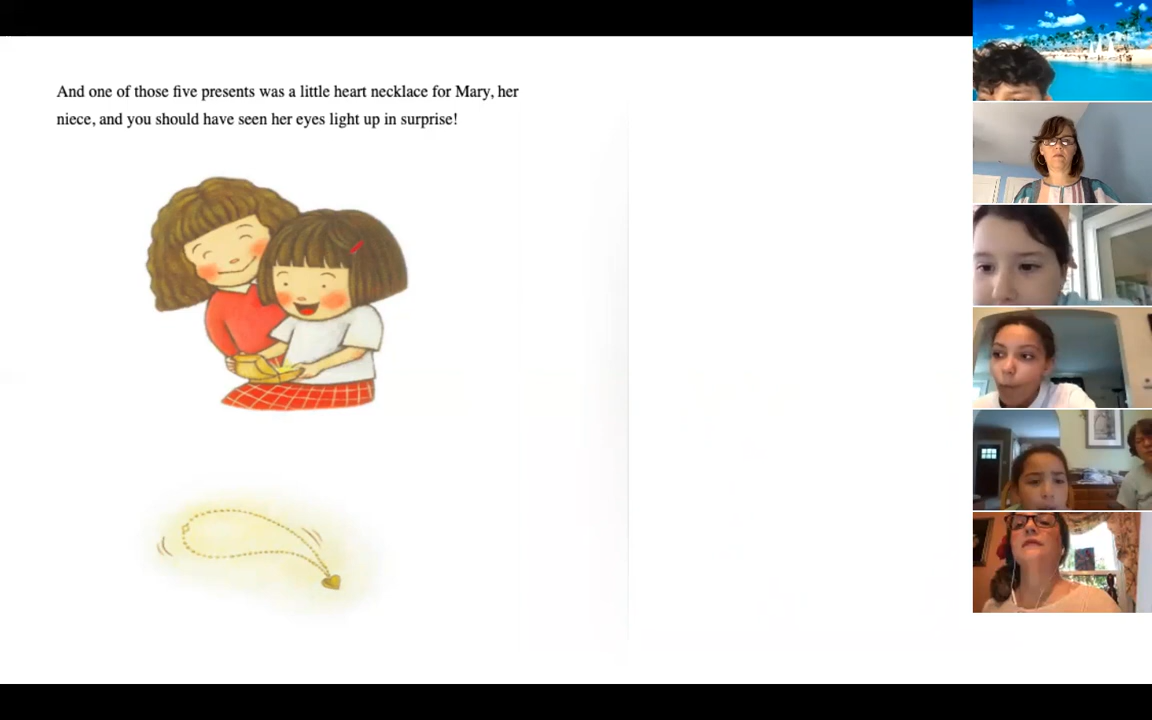 And one of those five presents was a little heart necklace for Mary, her
niece, and you should have seen her eyes light up in surprise!